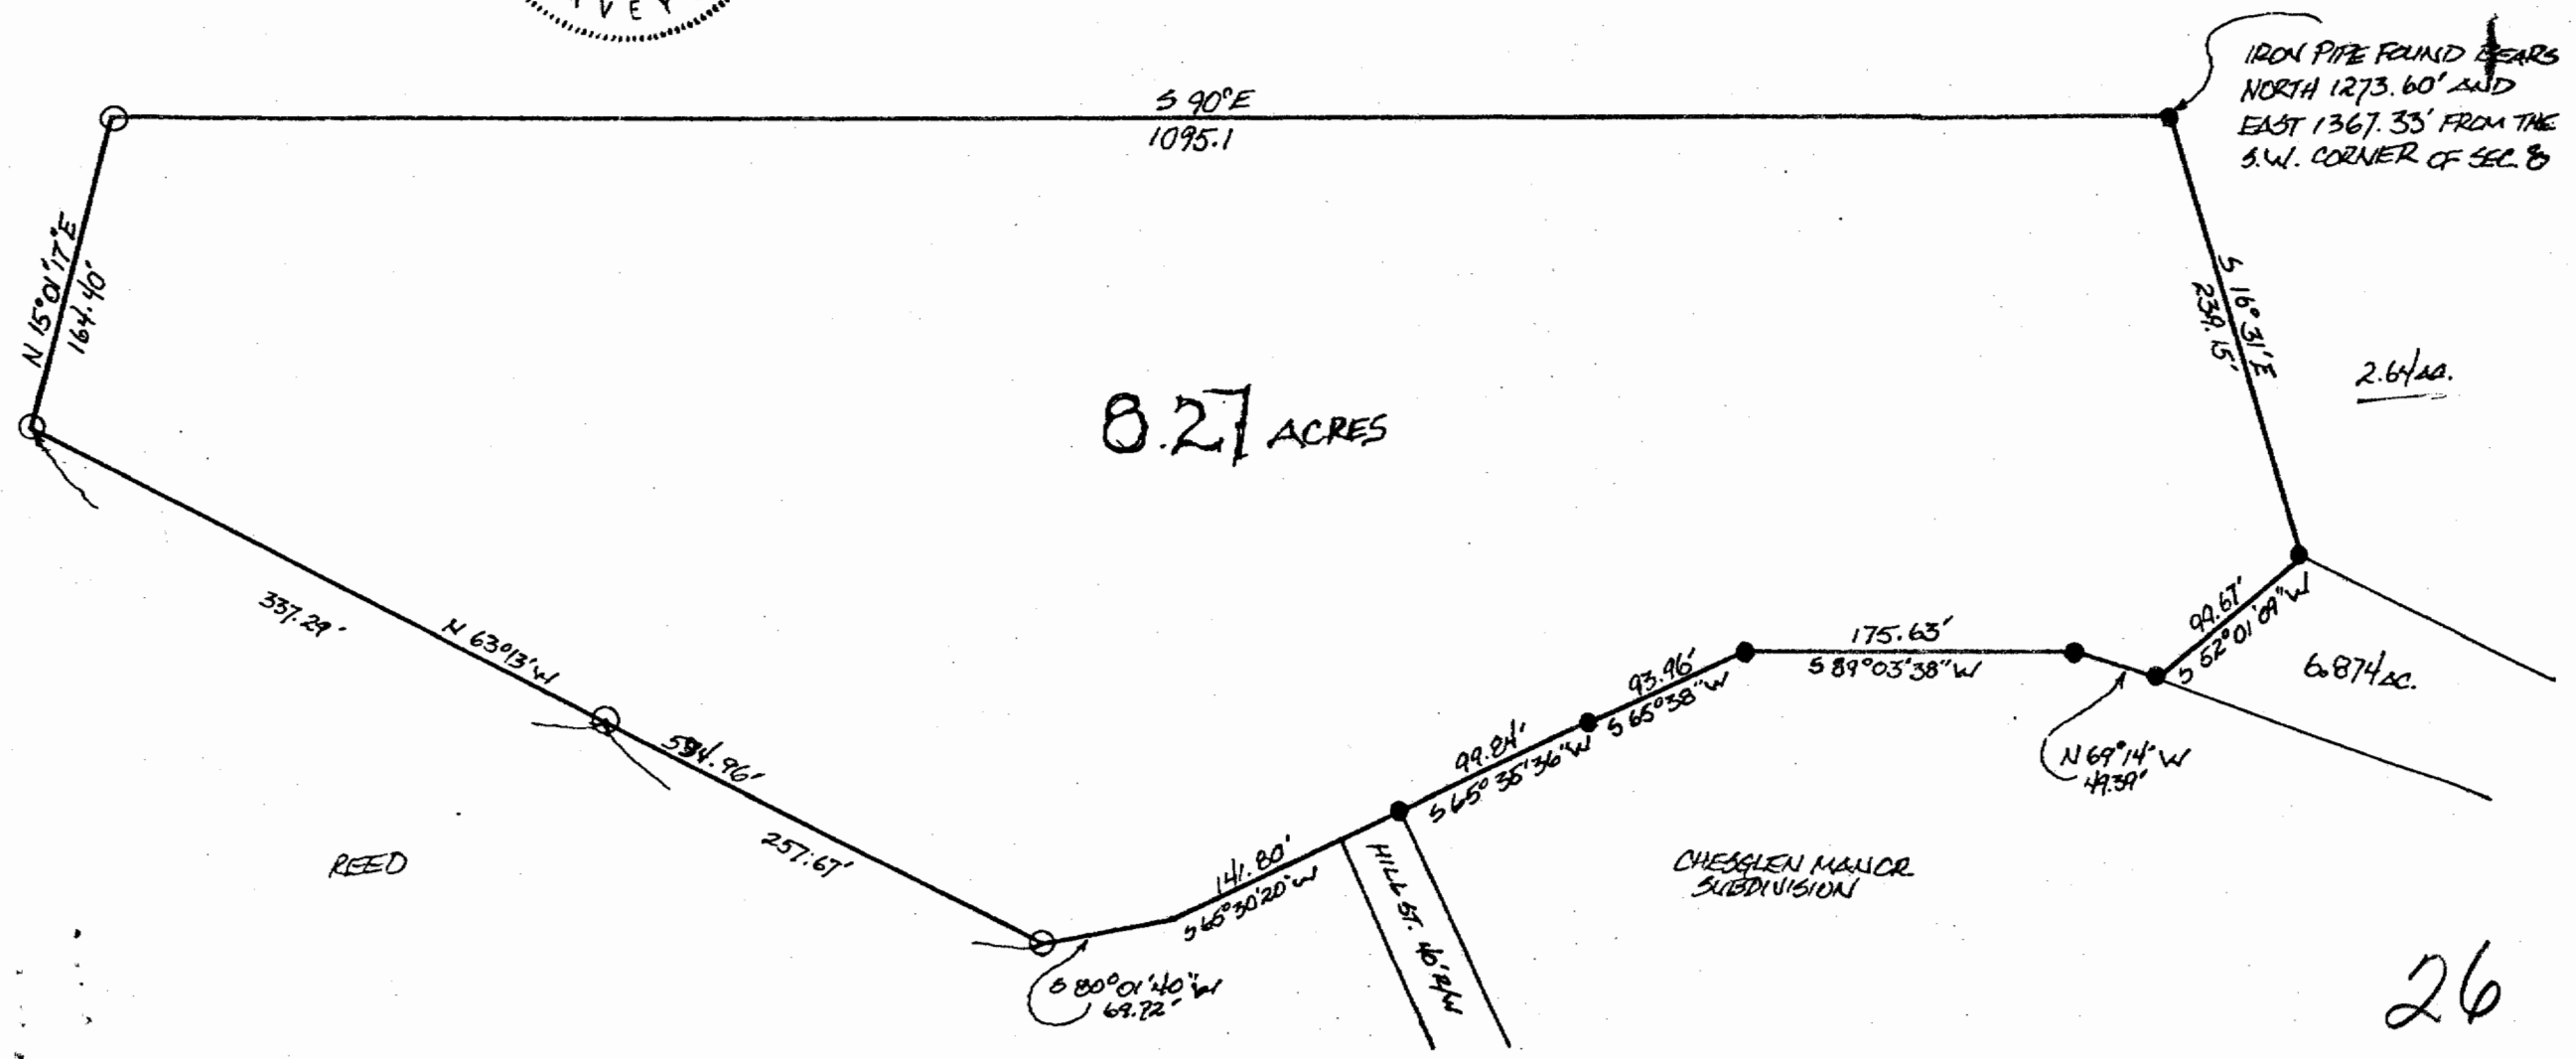 VEY
IRON PIPE FOUND BEARS
NORTH 1273.60' AND
EAST 1367.33' FROM THE
S.W. CORNER OF SEC. 8
S 90°E
1095.1
N 15°01'17"E
164.40'
S 16°31'E
239.15'
2.64 AC.
8.27 ACRES
337.29'
N 63°13'W
594.96'
257.67'
REED
S 80°01'40"W
69.72'
141.80'
S 65°30'20"W
HILL ST. 40' R/W
99.84'
S 65°35'36"W
93.96'
S 65°38"W
175.63'
S 89°03'38"W
N 69°14' W
49.39'
99.67'
S 52°01'09"W
6.874 AC.
CHESSGLEN MANOR
SUBDIVISION
26